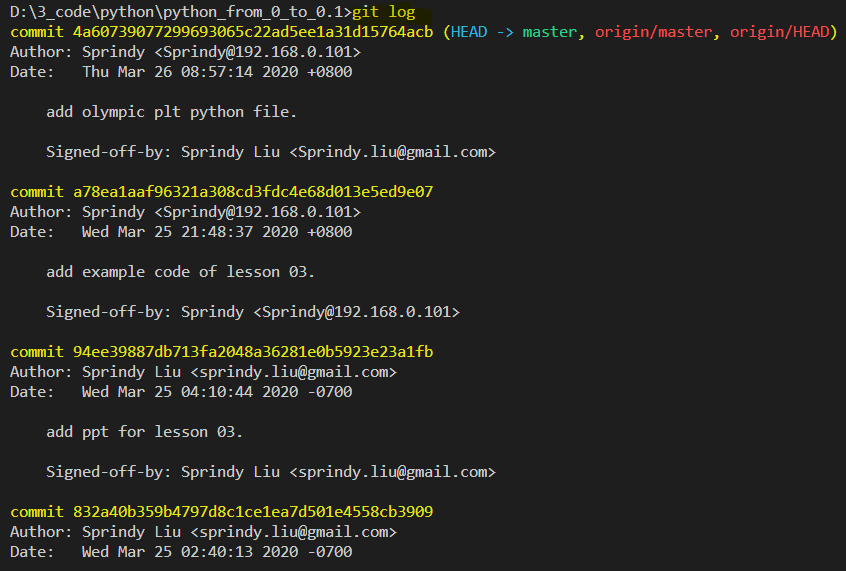 D:\3_code\python\python_from_0_to_0.1>git log
commit 4a60739077299693065c22ad5ee1a31d15764acb (HEAD -> master, origin/master, origin/HEAD)
Author: Sprindy <Sprindy@192.168.0.101>
Date:   Thu Mar 26 08:57:14 2020 +0800
add olympic plt python file.
Signed-off-by: Sprindy Liu <Sprindy.liu@gmail.com>
commit a78ea1aaf96321a308cd3fdc4e68d013e5ed9e07
Author: Sprindy <Sprindy@192.168.0.101>
Date:   Wed Mar 25 21:48:37 2020 +0800
add example code of lesson 03.
Signed-off-by: Sprindy <Sprindy@192.168.0.101>
commit 94ee39887db713fa2048a36281e0b5923e23a1fb
Author: Sprindy Liu <sprindy.liu@gmail.com>
Date:   Wed Mar 25 04:10:44 2020 -0700
add ppt for lesson 03.
Signed-off-by: Sprindy Liu <sprindy.liu@gmail.com>
commit 832a40b359b4797d8c1ce1ea7d501e4558cb3909
Author: Sprindy Liu <sprindy.liu@gmail.com>
Date:   Wed Mar 25 02:40:13 2020 -0700